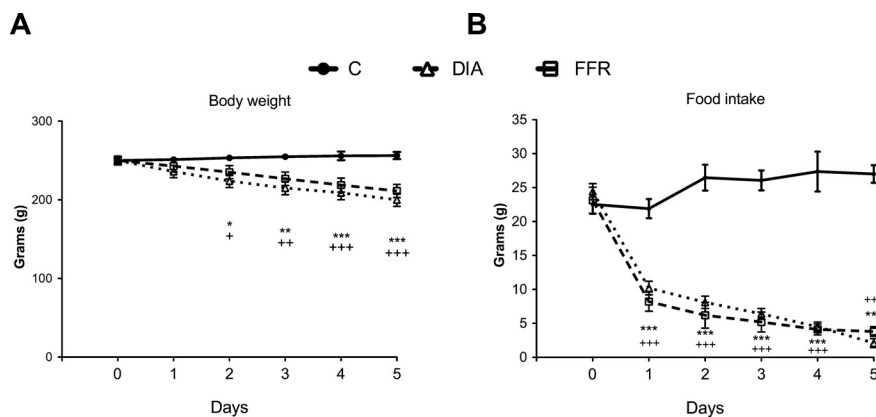 A
B
C
DIA
FFR
Body weight
Food intake
Grams (g)
300
200
100
0
*
+
**
++
***
+++
***
+++
0 1 2 3 4 5
Days
Grams (g)
35
30
25
20
15
10
5
0
***
+++
***
+++
***
+++
***
+++
++
**
0 1 2 3 4 5
Days